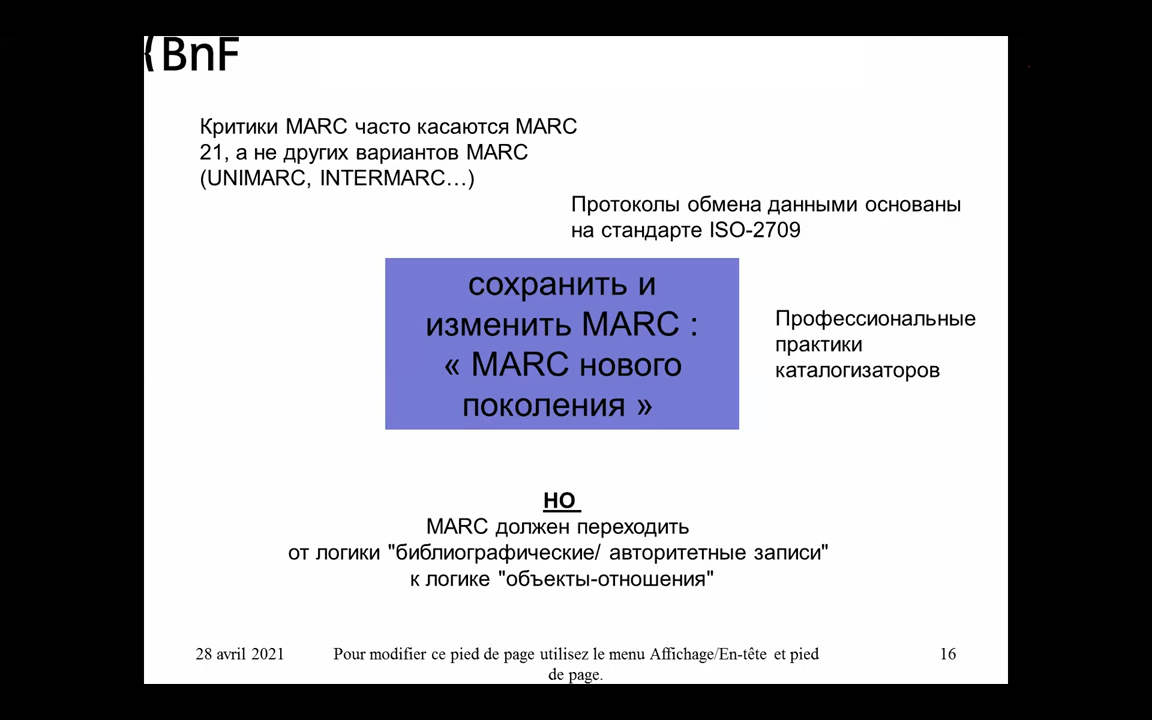 BnF
Критики MARC часто касаются MARC
21, а не других вариантов MARC
(UNIMARC, INTERMARC…)
Протоколы обмена данными основаны
на стандарте ISO-2709
сохранить и
изменить MARC :
« MARC нового
поколения »
Профессиональные
практики
каталогизаторов
НО
MARC должен переходить
от логики "библиографические/ авторитетные записи"
к логике "объекты-отношения"
28 avril 2021
Pour modifier ce pied de page utilisez le menu Affichage/En-tête et pied
de page.
16